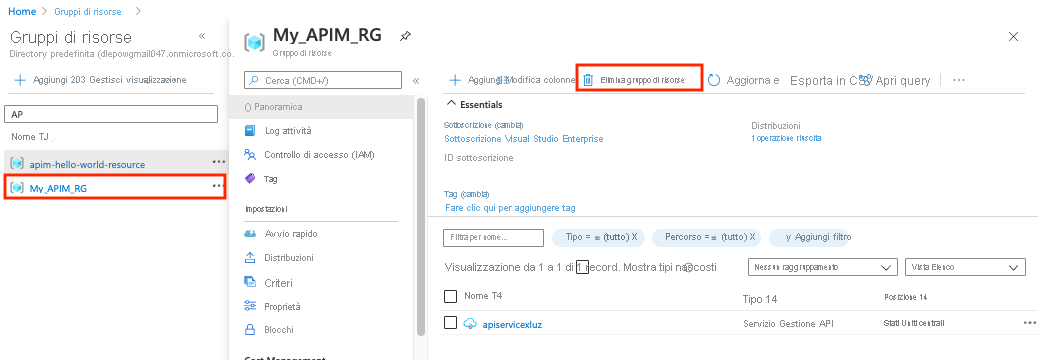 Home > Gruppi di risorse >
Gruppi di risorse «
Directory predefinita (dlepowgmail047.onmicrosoft.co...
+ Aggiungi 203 Gestisci visualizzazione
AP
Nome TJ
apim-hello-world-resource ...
My_APIM_RG ...
My_APIM_RG
Gruppo di risorse
Cerca (CMD+/) «
Panoramica
Log attività
Controllo di accesso (IAM)
Tag
Impostazioni
Avvio rapido
Distribuzioni
Criteri
Proprietà
Blocchi
Cost Management
+ Aggiungi Modifica colonne Elimina gruppo di risorse Aggiorna e Esporta in CSV Apri query ...
Essentials
Sottoscrizione (cambia)
Sottoscrizione Visual Studio Enterprise
ID sottoscrizione
Distribuzioni
1 operazione riuscita
Tag (cambia)
Fare clic qui per aggiungere tag
Filtra per nome... Tipo == (tutto) X Percorso == (tutto) X y Aggiungi filtro
Visualizzazione da 1 a 1 di 1 record. Mostra tipi nascosti Nessun raggruppamento Vista Elenco
Nome T4 Tipo 14 Posizione 14
apiservicexluz Servizio Gestione API Stati Uniti centrali ...